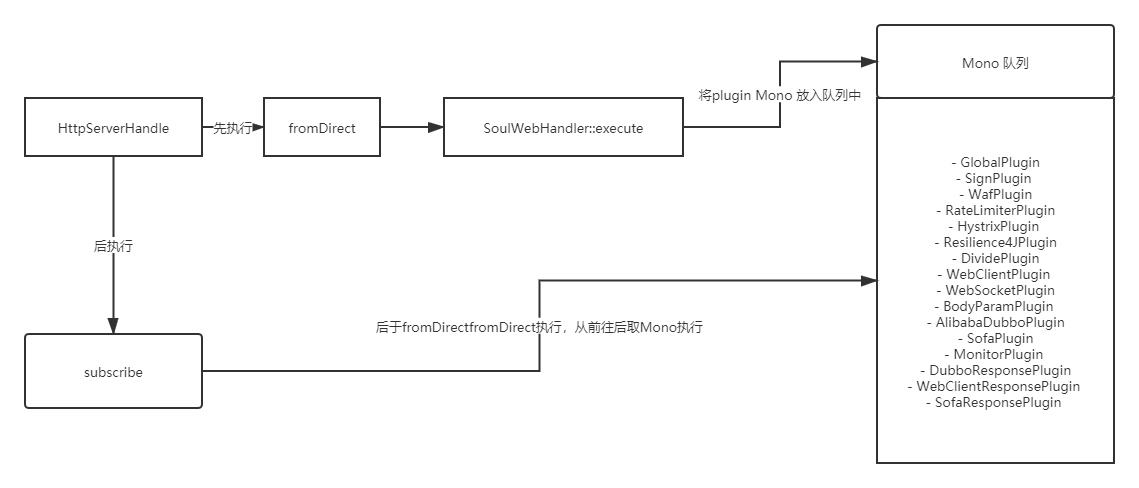 Mono 队列
将plugin Mono 放入队列中
HttpServerHandle
先执行
fromDirect
SoulWebHandler::execute
- GlobalPlugin
- SignPlugin
- WafPlugin
- RateLimiterPlugin
- HystrixPlugin
- Resilience4JPlugin
- DividePlugin
- WebClientPlugin
- WebSocketPlugin
- BodyParamPlugin
- AlibabaDubboPlugin
- SofaPlugin
- MonitorPlugin
- DubboResponsePlugin
- WebClientResponsePlugin
- SofaResponsePlugin
后执行
后于fromDirectfromDirect执行，从前往后取Mono执行
subscribe